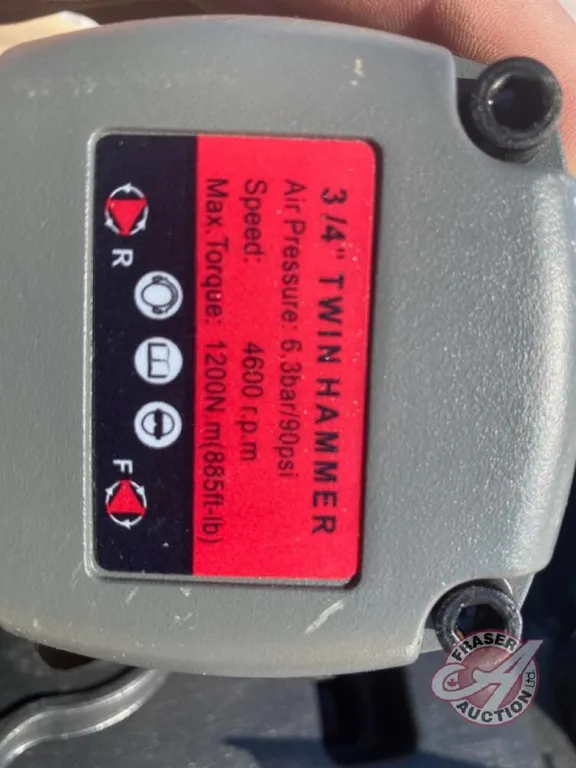 3/4" TWIN HAMMER
Air Pressure: 6.3bar/90psi
Speed: 4600 r.p.m
Max.Torque: 1200N.m(885ft-lb)
R F
FRASER
AUCTION